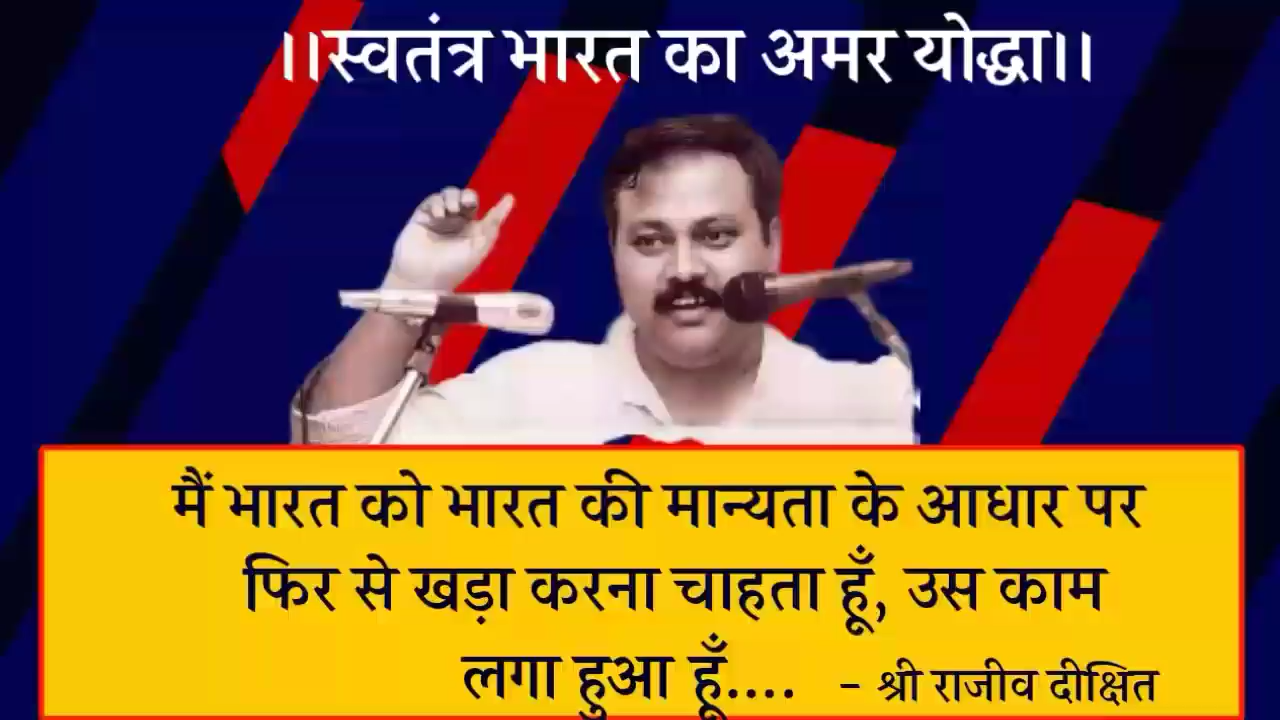 ।।स्वतंत्र भारत का अमर योद्धा।।
मैं भारत को भारत की मान्यता के आधार पर
फिर से खड़ा करना चाहता हूँ, उस काम
लगा हुआ हूँ.... - श्री राजीव दीक्षित